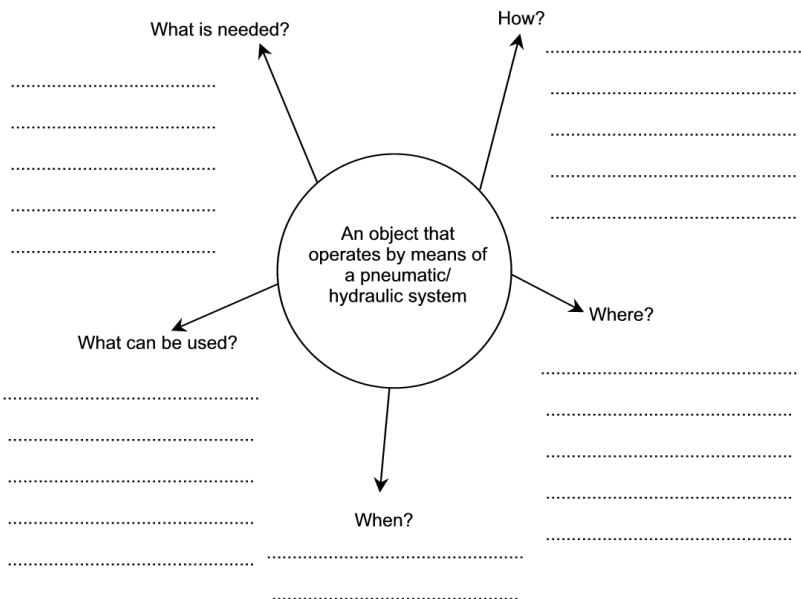 How?
What is needed?
An object that
operates by means of
a pneumatic/
hydraulic system
Where?
What can be used?
When?